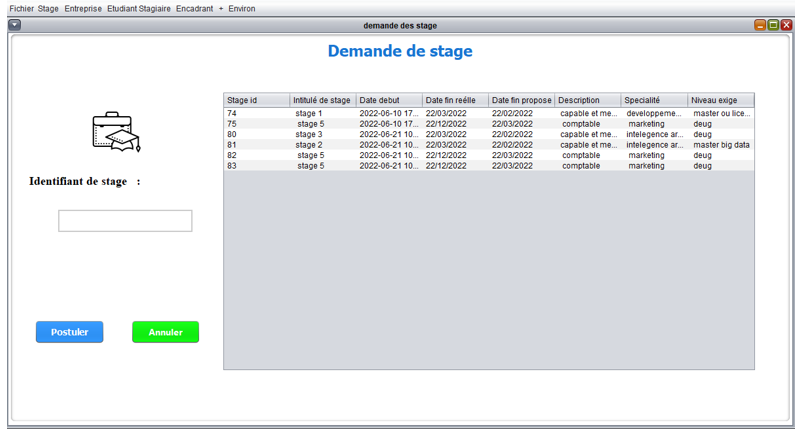 Fichier Stage Entreprise Etudiant Stagiaire Encadrant + Environ
demande des stage
Demande de stage
Stage id Intitulé de stage Date debut Date fin reélle Date fin propose Description Specialité Niveau exige
74 stage 1 2022-06-10 17... 22/03/2022 22/02/2022 capable et me... developpeme... master ou lice...
75 stage 5 2022-06-10 17... 22/12/2022 22/03/2022 comptable marketing deug
80 stage 3 2022-06-21 10... 22/03/2022 22/02/2022 capable et me... intelegence ar... deug
81 stage 2 2022-06-21 10... 22/03/2022 22/02/2022 capable et me... intelegence ar... master big data
82 stage 5 2022-06-21 10... 22/12/2022 22/03/2022 comptable marketing deug
83 stage 5 2022-06-21 10... 22/12/2022 22/03/2022 comptable marketing deug
Identifiant de stage :
Postuler Annuler